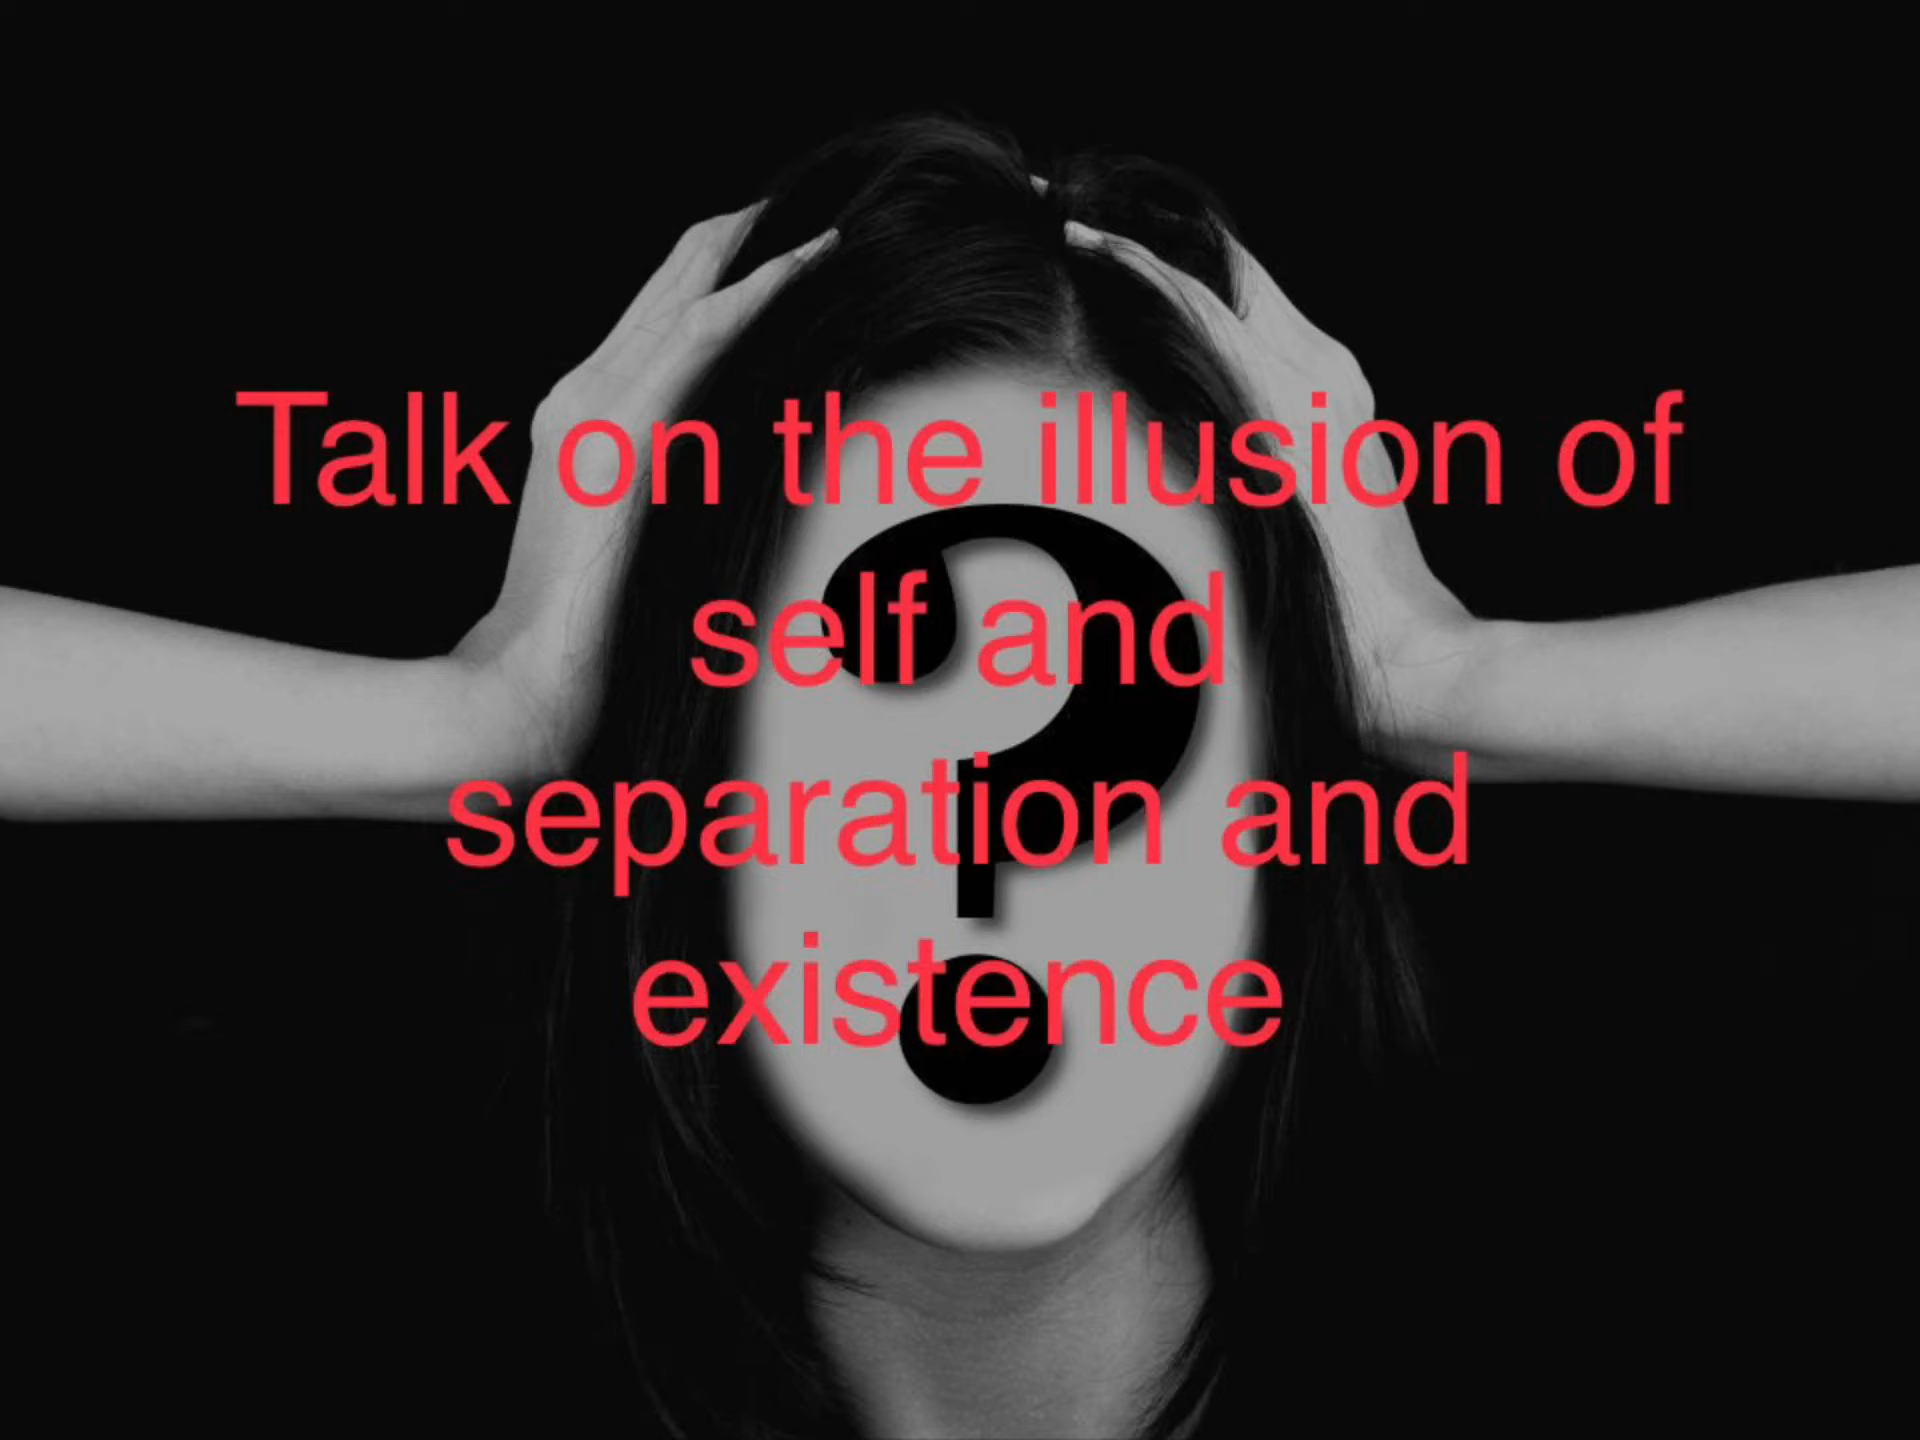 Talk on the illusion of
self and
separation and
existence
?